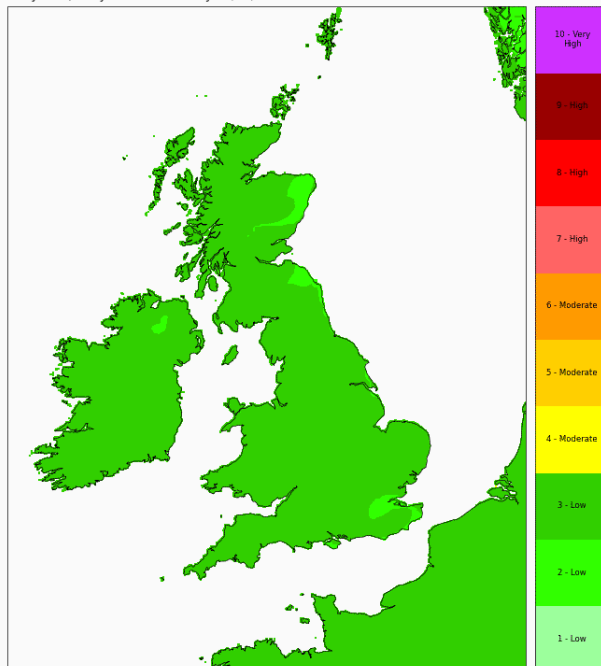 10 - Very
High
9 - High
8 - High
7 - High
6 - Moderate
5 - Moderate
4 - Moderate
3 - Low
2 - Low
1 - Low